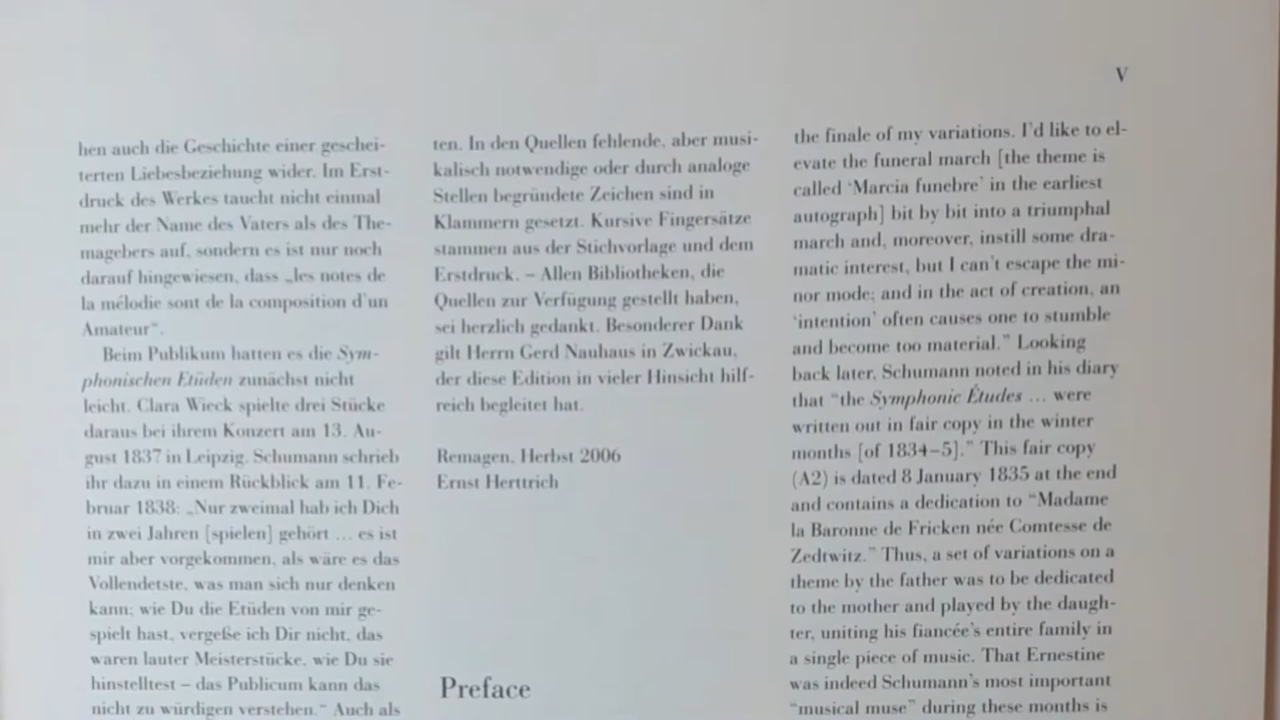 V
hen auch die Geschichte einer geschei-
terten Liebesbeziehung wider. Im Erst-
druck des Werkes taucht nicht einmal
mehr der Name des Vaters als des The-
magebers auf, sondern es ist nur noch
darauf hingewiesen, dass „les notes de
la mélodie sont de la composition d'un
Amateur“.
Beim Publikum hatten es die Sym-
phonischen Etüden zunächst nicht
leicht. Clara Wieck spielte drei Stücke
daraus bei ihrem Konzert am 13. Au-
gust 1837 in Leipzig. Schumann schrieb
ihr dazu in einem Rückblick am 11. Fe-
bruar 1838: „Nur zweimal hab ich Dich
in zwei Jahren [spielen] gehört … es ist
mir aber vorgekommen, als wäre es das
Vollendetste, was man sich nur denken
kann; wie Du die Etüden von mir ge-
spielt hast, vergeße ich Dir nicht, das
waren lauter Meisterstücke, wie Du sie
hinstelltest – das Publicum kann das
nicht zu würdigen verstehen.“ Auch als
ten. In den Quellen fehlende, aber musi-
kalisch notwendige oder durch analoge
Stellen begründete Zeichen sind in
Klammern gesetzt. Kursive Fingersätze
stammen aus der Stichvorlage und dem
Erstdruck. – Allen Bibliotheken, die
Quellen zur Verfügung gestellt haben,
sei herzlich gedankt. Besonderer Dank
gilt Herrn Gerd Nauhaus in Zwickau,
der diese Edition in vieler Hinsicht hilf-
reich begleitet hat.
Remagen, Herbst 2006
Ernst Herttrich
Preface
the finale of my variations. I'd like to el-
evate the funeral march [the theme is
called ‘Marcia funebre’ in the earliest
autograph] bit by bit into a triumphal
march and, moreover, instill some dra-
matic interest, but I can't escape the mi-
nor mode; and in the act of creation, an
‘intention’ often causes one to stumble
and become too material.” Looking
back later, Schumann noted in his diary
that “the Symphonic Études … were
written out in fair copy in the winter
months [of 1834–5].” This fair copy
(A2) is dated 8 January 1835 at the end
and contains a dedication to “Madame
la Baronne de Fricken née Comtesse de
Zedtwitz.” Thus, a set of variations on a
theme by the father was to be dedicated
to the mother and played by the daugh-
ter, uniting his fiancée's entire family in
a single piece of music. That Ernestine
was indeed Schumann's most important
“musical muse” during these months is